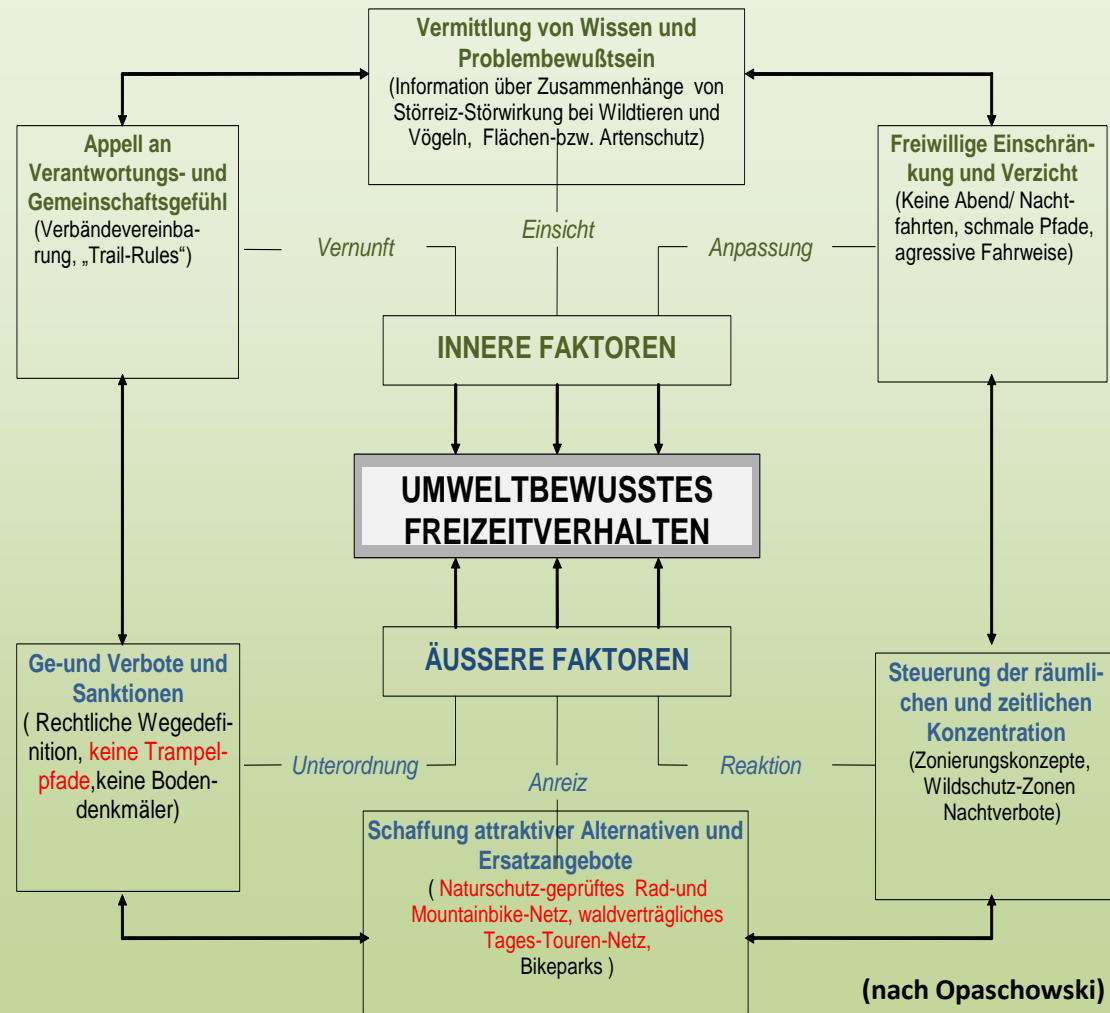 Vermittlung von Wissen und
Problembewußtsein
(Information über Zusammenhänge von
Störreiz-Störwirkung bei Wildtieren und
Vögeln, Flächen-bzw. Artenschutz)
Appell an
Verantwortungs- und
Gemeinschaftsgefühl
(Verbändevereinba-
rung, „Trail-Rules“)
Freiwillige Einschrän-
kung und Verzicht
(Keine Abend/ Nacht-
fahrten, schmale Pfade,
agressive Fahrweise)
Vernunft
Einsicht
Anpassung
INNERE FAKTOREN
UMWELTBEWUSSTES
FREIZEITVERHALTEN
ÄUSSERE FAKTOREN
Ge-und Verbote und
Sanktionen
( Rechtliche Wegedefi-
nition, keine Trampel-
pfade,keine Boden-
denkmäler)
Unterordnung
Anreiz
Reaktion
Steuerung der räumli-
chen und zeitlichen
Konzentration
(Zonierungskonzepte,
Wildschutz-Zonen
Nachtverbote)
Schaffung attraktiver Alternativen und
Ersatzangebote
( Naturschutz-geprüftes Rad-und
Mountainbike-Netz, waldverträgliches
Tages-Touren-Netz,
Bikeparks )
(nach Opaschowski)